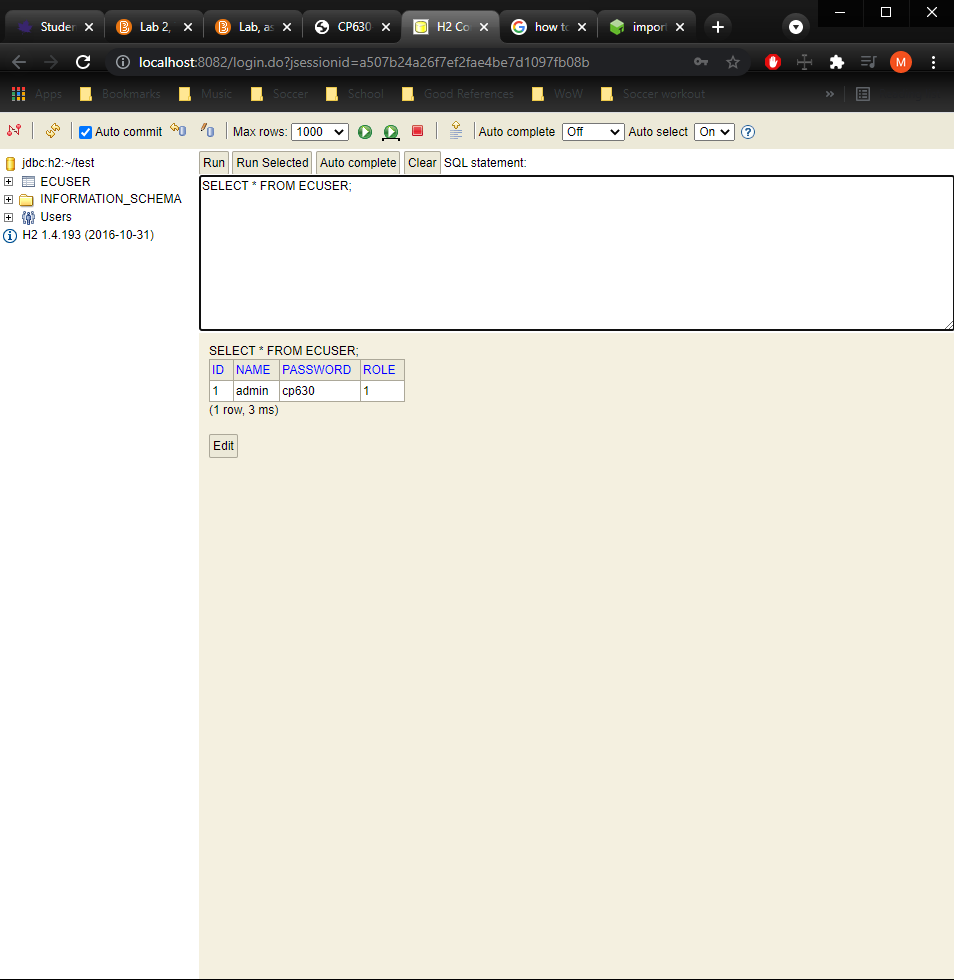 Studer
Lab 2,
Lab, as
CP630
H2 Co
how to
import
localhost:8082/login.do?jsessionid=a507b24a26f7ef2fae4be7d1097fb08b
M
Apps
Bookmarks
Music
Soccer
School
Good References
WoW
Soccer workout
»
Auto commit
Max rows:
1000
Auto complete
Off
Auto select
On
?
jdbc:h2:~/test
ECUSER
INFORMATION_SCHEMA
Users
H2 1.4.193 (2016-10-31)
Run
Run Selected
Auto complete
Clear
SQL statement:
SELECT * FROM ECUSER;
SELECT * FROM ECUSER;
ID NAME PASSWORD ROLE
1 admin cp630 1
(1 row, 3 ms)
Edit